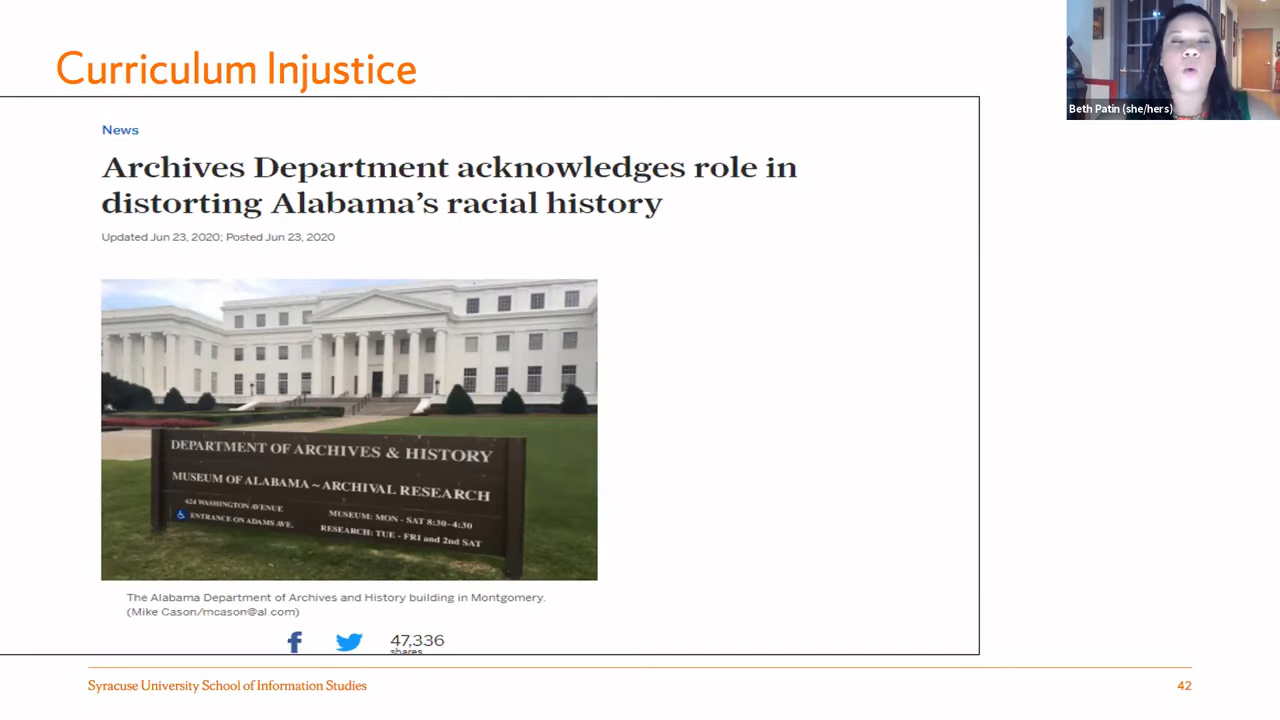 Curriculum Injustice
Beth Patin (she/hers)
News
Archives Department acknowledges role in
distorting Alabama's racial history
Updated Jun 23, 2020; Posted Jun 23, 2020
DEPARTMENT OF ARCHIVES & HISTORY
MUSEUM OF ALABAMA ~ ARCHIVAL RESEARCH
624 WASHINGTON AVENUE
ENTRANCE ON ADAMS AVE.
MUSEUM: MON - SAT 8:30-4:30
RESEARCH: TUE - FRI and 2nd SAT
The Alabama Department of Archives and History building in Montgomery.
(Mike Cason/mcason@al.com)
47,336
shares
Syracuse University School of Information Studies
42